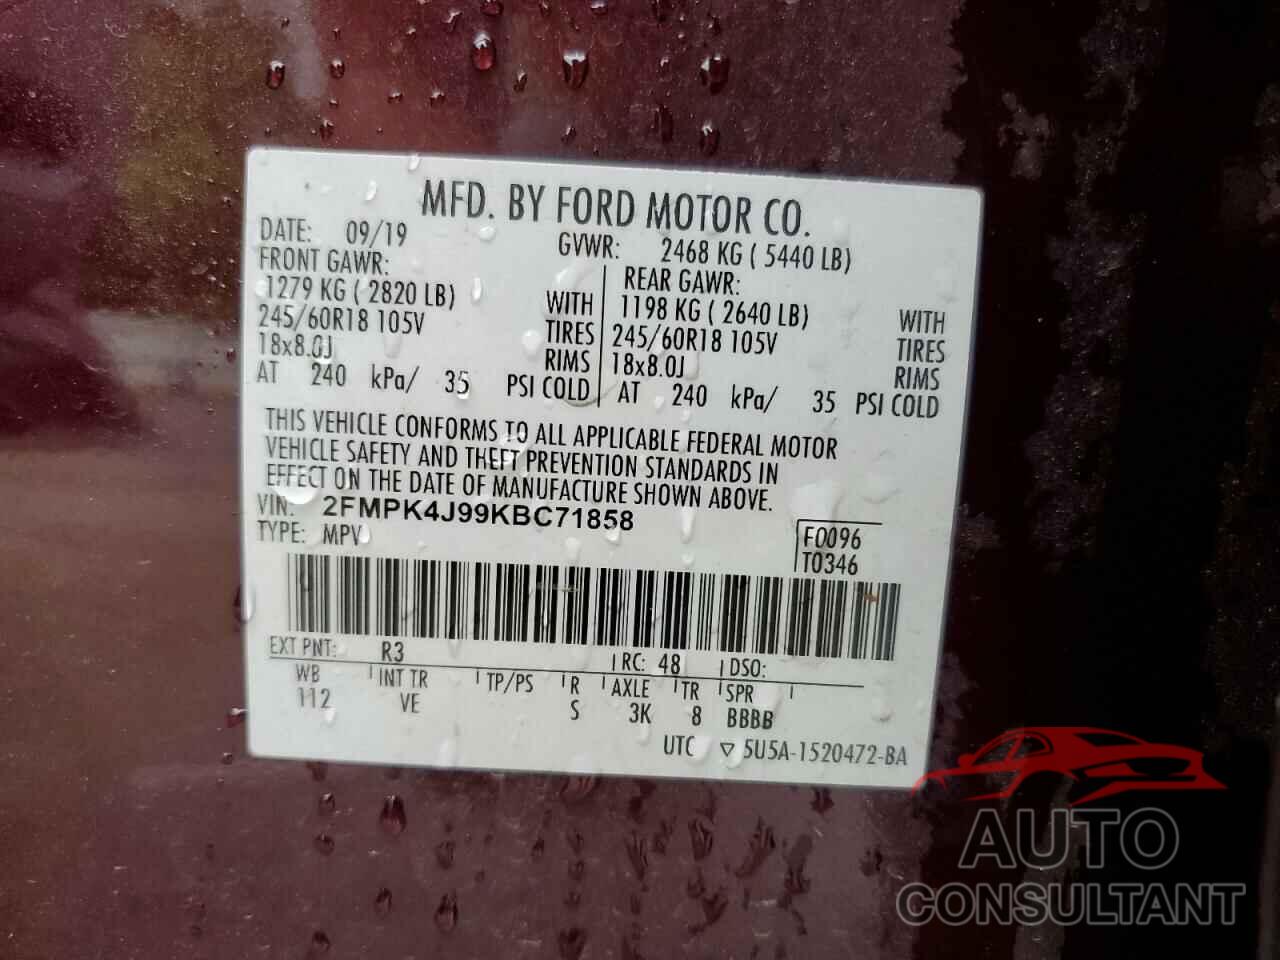 MFD. BY FORD MOTOR CO.
DATE: 09/19 GVWR: 2468 KG ( 5440 LB)
FRONT GAWR: REAR GAWR:
1279 KG ( 2820 LB) WITH 1198 KG ( 2640 LB) WITH
245/60R18 105V TIRES 245/60R18 105V TIRES
18x8.0J RIMS 18x8.0J RIMS
AT 240 kPa/ 35 PSI COLD AT 240 kPa/ 35 PSI COLD
THIS VEHICLE CONFORMS TO ALL APPLICABLE FEDERAL MOTOR
VEHICLE SAFETY AND THEFT PREVENTION STANDARDS IN
EFFECT ON THE DATE OF MANUFACTURE SHOWN ABOVE.
VIN: 2FMPK4J99KBC71858
TYPE: MPV F0096
T0346
EXT PNT: R3 RC: 48 DSO:
WB INT TR TP/PS R AXLE TR SPR
112 VE S 3K 8 BBBB
UTC ▽ 5U5A-1520472-BA
AUTO
CONSULTANT